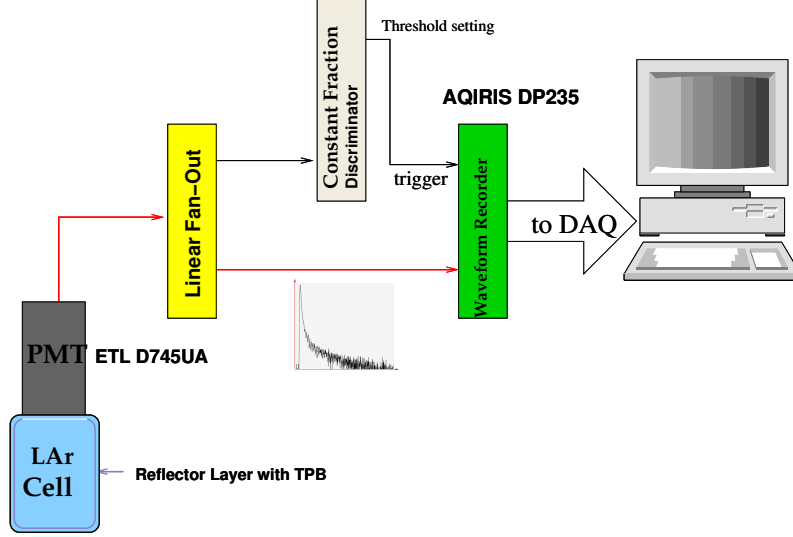 Threshold setting
Constant Fraction
Discriminator
AQIRIS DP235
Linear Fan-Out
trigger
Waveform Recorder
to DAQ
PMT
ETL D745UA
LAr
Cell
Reflector Layer with TPB